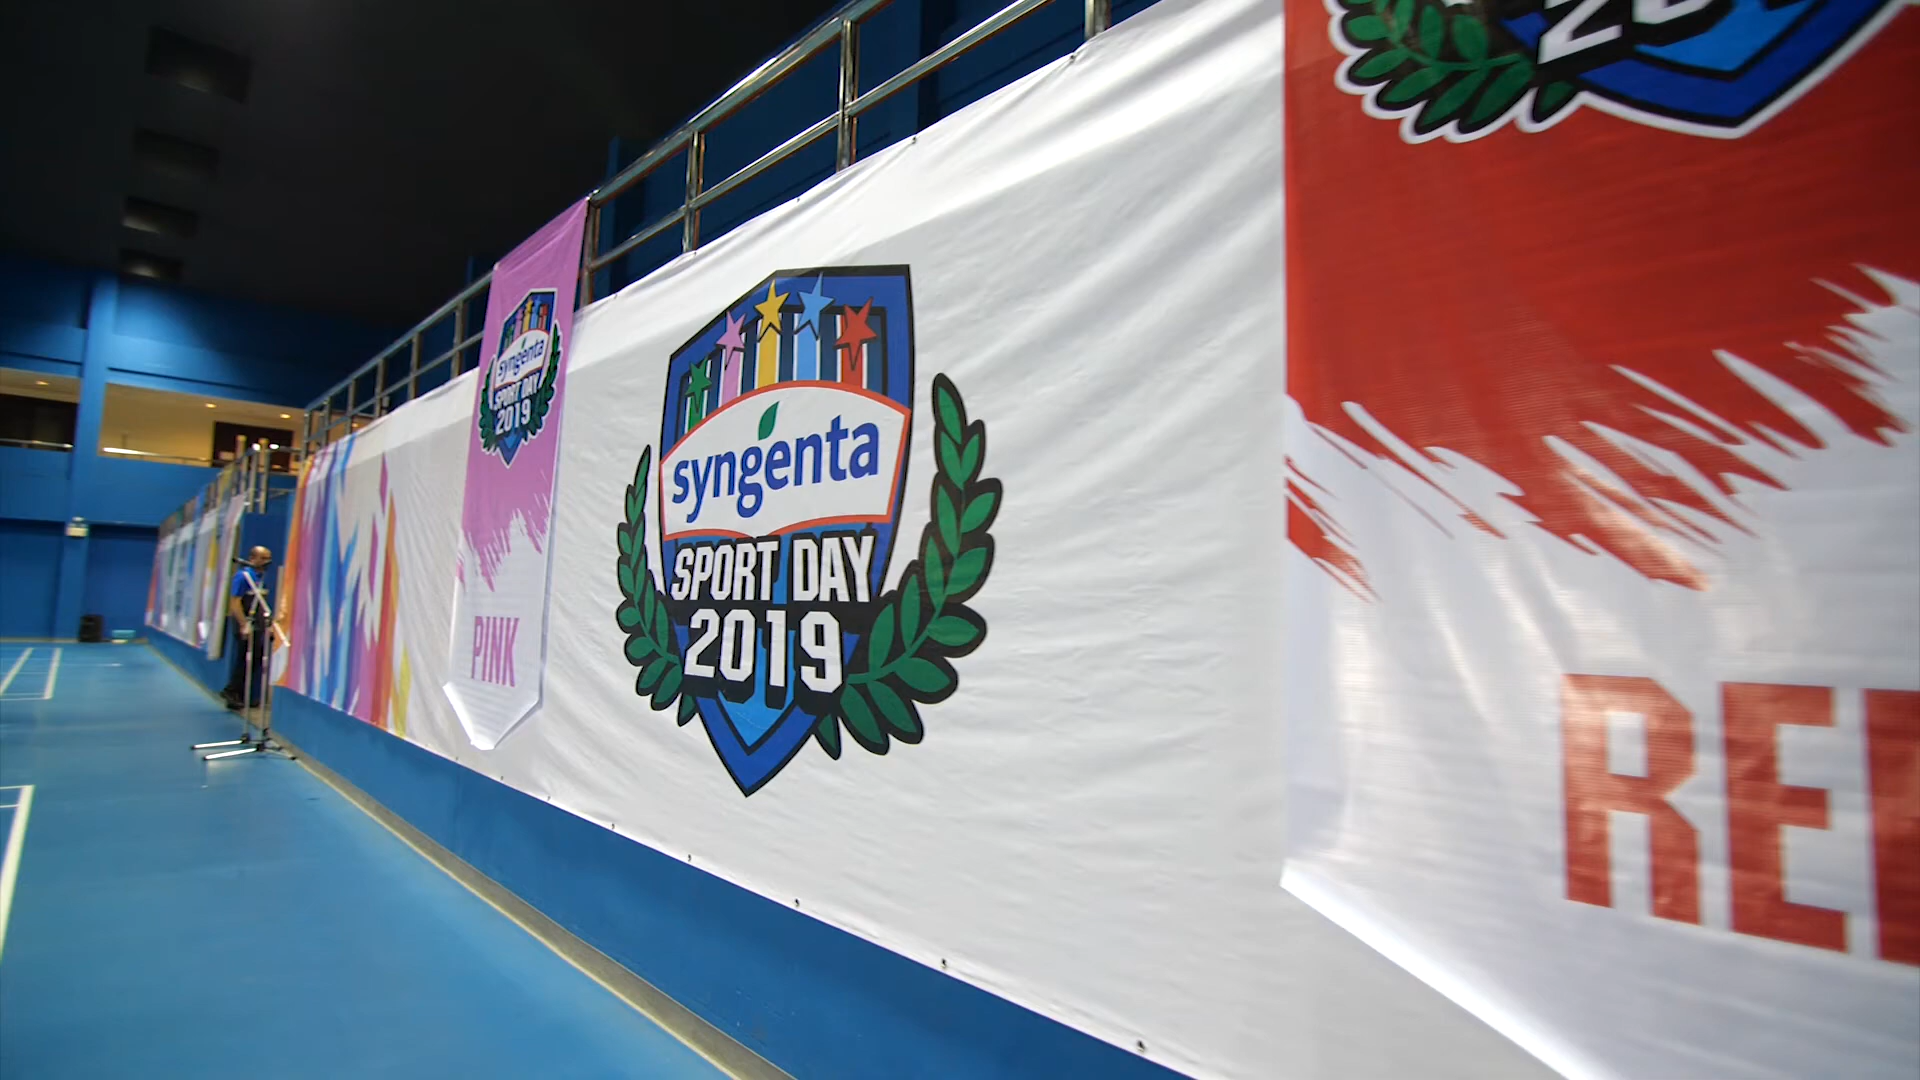 syngenta
SPORT DAY
2019
PINK
syngenta
SPORT DAY
2019